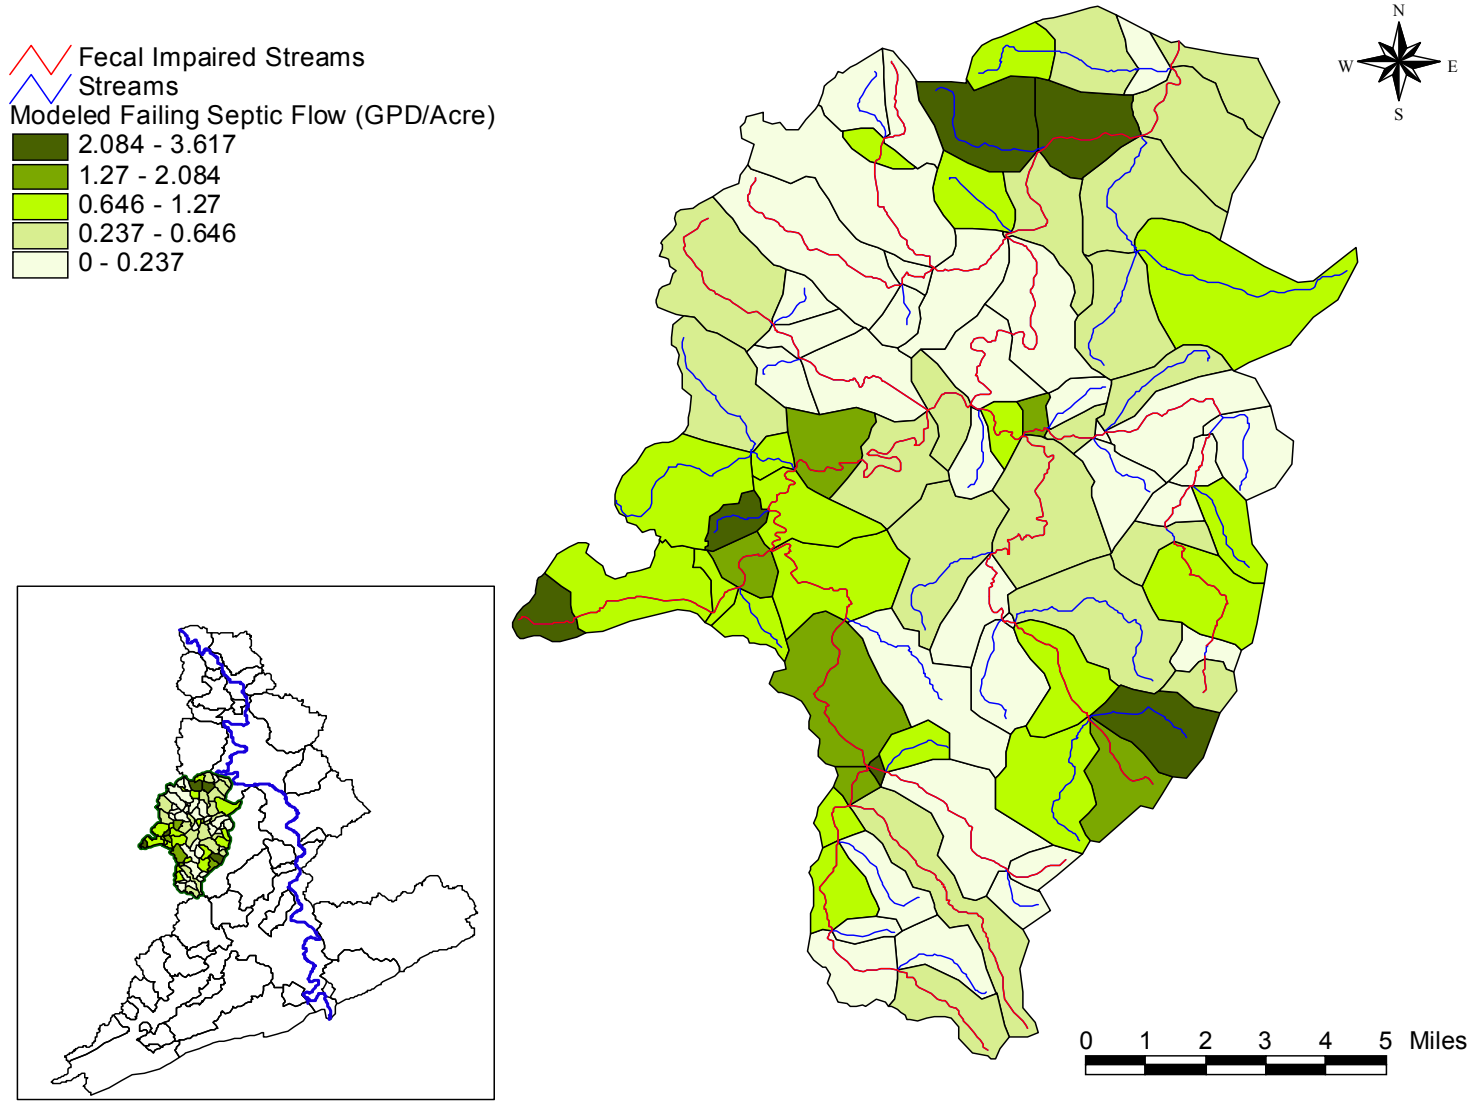 Fecal Impaired Streams
Streams
Modeled Failing Septic Flow (GPD/Acre)
2.084 - 3.617
1.27 - 2.084
0.646 - 1.27
0.237 - 0.646
0 - 0.237
N
W E
S
0 1 2 3 4 5 Miles